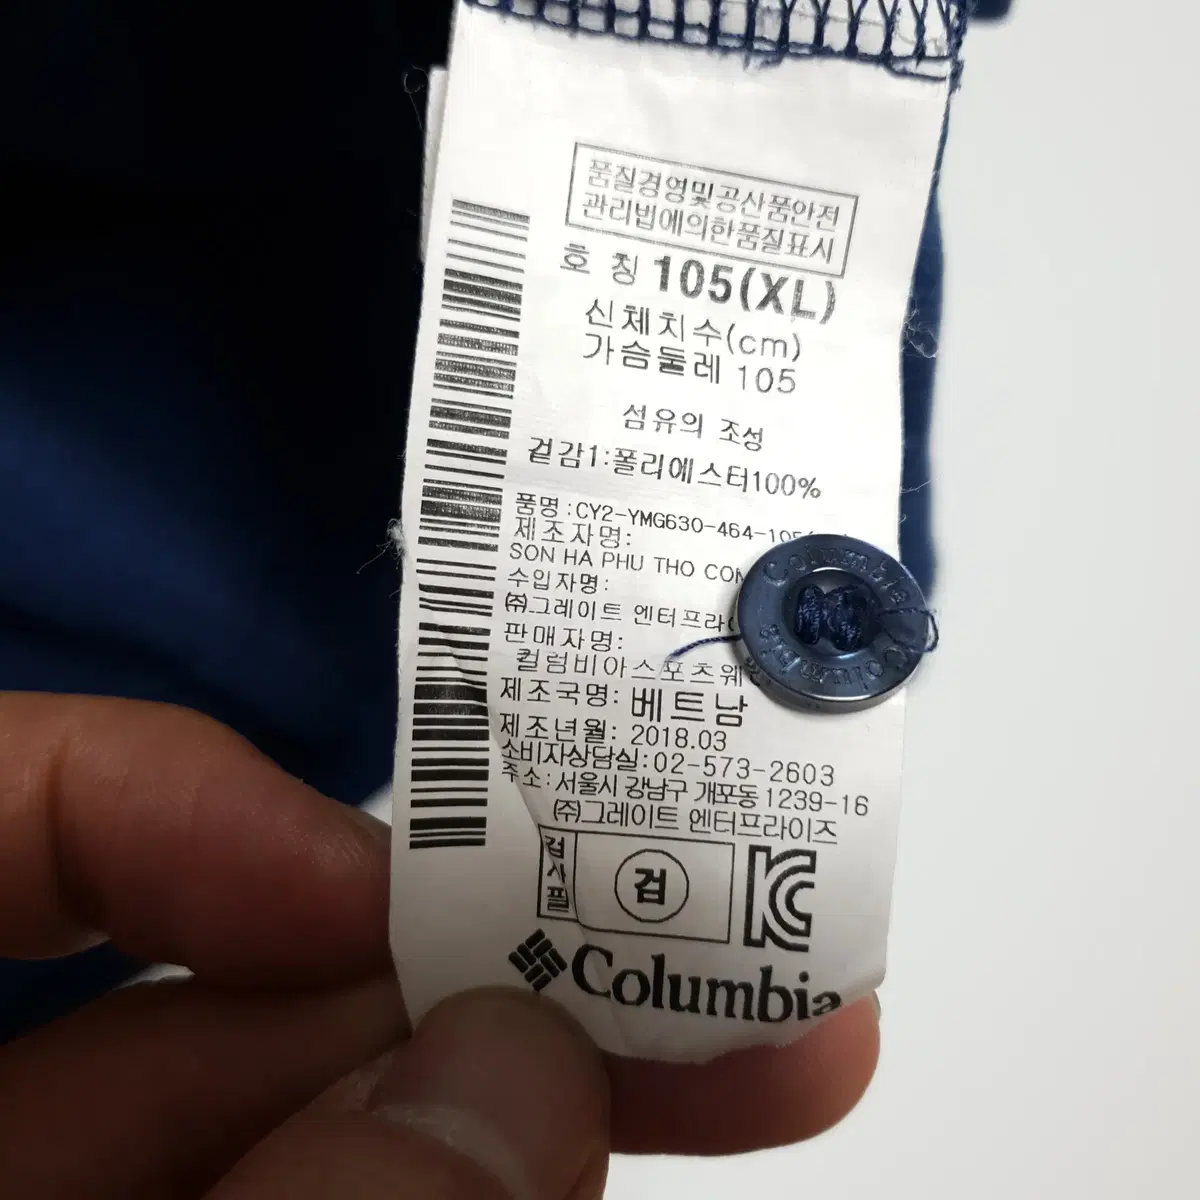 품질경영및공산품안전
관리법에의한품질표시
호 칭 105(XL)
신체치수(cm)
가슴둘레 105
섬유의 조성
겉감1:폴리에스터100%
품명:CY2-YMG630-464-105
제조자명:
SON HA PHU THO
수입자명:
㈜그레이트 엔터프라
판매자명:
컬럼비아스포츠웨
제조국명: 베트남
제조년월: 2018.03
소비자상담실:02-573-2603
주소:서울시 강남구 개포동 1239-16
㈜그레이트 엔터프라이즈
검사필
검
Columbia
Columbia
Columbia